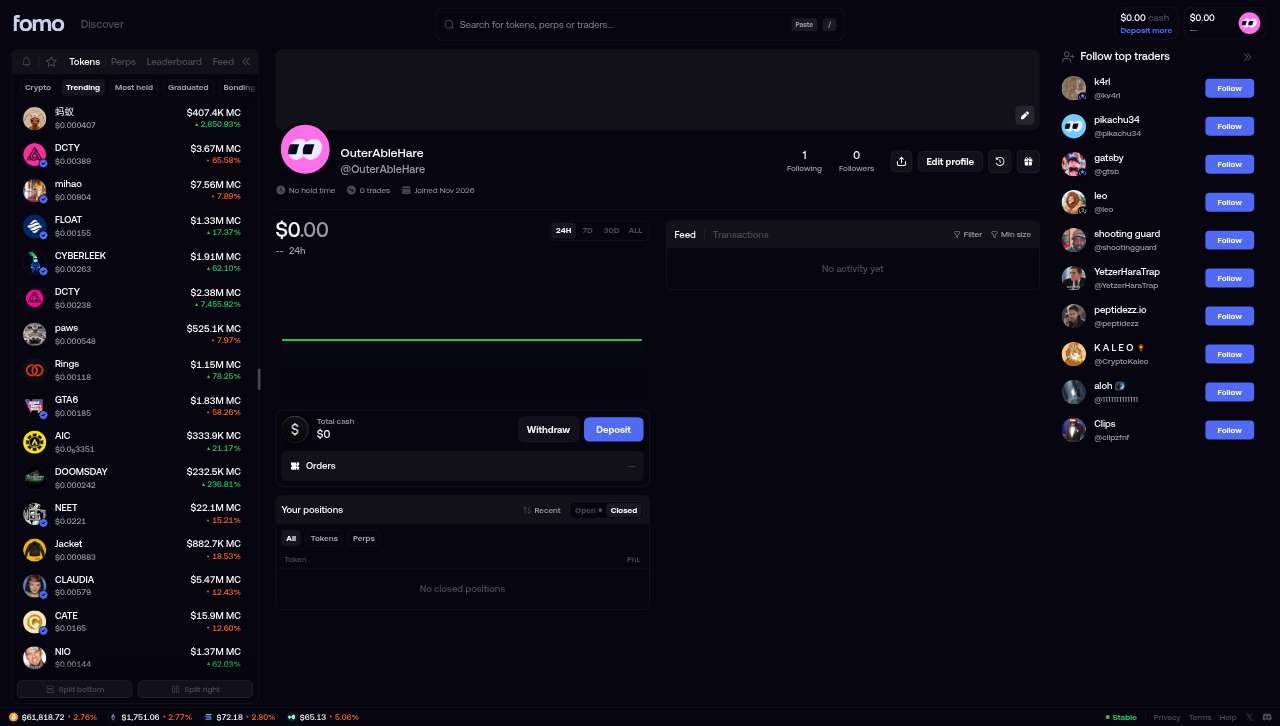 fomo
Discover
Search for tokens, perps or traders...
Paste
/
$0.00 cash
Deposit more
$0.00
—
Tokens
Perps
Leaderboard
Feed
Crypto
Trending
Most held
Graduated
Bonding
蚂蚁
$407.4K MC
$0.000407
2,850.93%
DCTY
$3.67M MC
$0.00389
65.58%
mihao
$7.56M MC
$0.00804
7.89%
FLOAT
$1.33M MC
$0.00155
17.37%
CYBERLEEK
$1.91M MC
$0.00263
62.10%
DCTY
$2.38M MC
$0.00238
7,455.92%
paws
$525.1K MC
$0.000548
7.97%
Rings
$1.15M MC
$0.00118
78.25%
GTA6
$1.83M MC
$0.00185
58.26%
AIC
$333.9K MC
$0.0₆3351
21.17%
DOOMSDAY
$232.5K MC
$0.000242
236.81%
NEET
$22.1M MC
$0.0221
15.21%
Jacket
$882.7K MC
$0.000883
18.53%
CLAUDIA
$5.47M MC
$0.00579
12.43%
CATE
$15.9M MC
$0.0165
12.60%
NIO
$1.37M MC
$0.00144
62.03%
Split bottom
Split right
OuterAbleHare
@OuterAbleHare
1
Following
0
Followers
Edit profile
No hold time
0 trades
Joined Nov 2026
$0.00
-- 24h
24H
7D
30D
ALL
Total cash
$0
Withdraw
Deposit
Orders
—
Your positions
Recent
Open
Closed
All
Tokens
Perps
Token
PnL
No closed positions
Feed
Transactions
Filter
Min size
No activity yet
Follow top traders
k4rl
@kv4rl
Follow
pikachu34
@pikachu34
Follow
gatsby
@gtsb
Follow
leo
@leo
Follow
shooting guard
@shootingguard
Follow
YetzerHaraTrap
@YetzerHaraTrap
Follow
peptidezz.io
@peptidezz
Follow
K A L E O
@CryptoKaleo
Follow
aloh
Follow
Clips
@clipzfnf
Follow
$61,818.72 2.76%
$1,751.06 2.77%
$72.18 2.80%
$65.13 5.06%
Stable
Privacy
Terms
Help